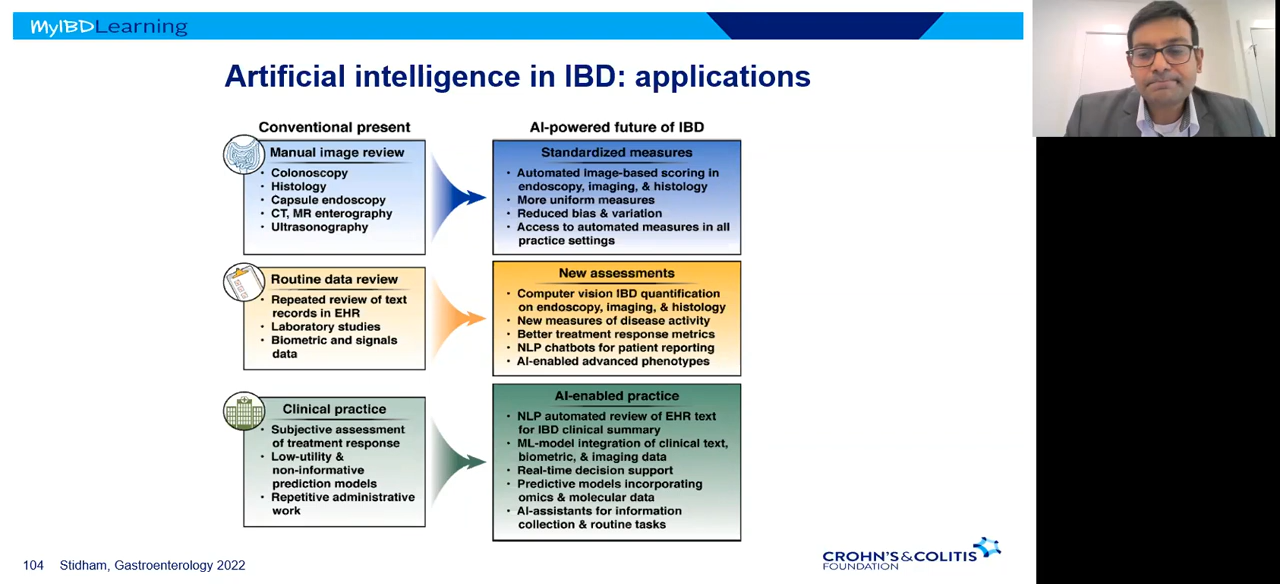 MyIBDLearning
Artificial intelligence in IBD: applications
Conventional present
Manual image review
• Colonoscopy
• Histology
• Capsule endoscopy
• CT, MR enterography
• Ultrasonography
Routine data review
• Repeated review of text
records in EHR
• Laboratory studies
• Biometric and signals
data
Clinical practice
• Subjective assessment
of treatment response
• Low-utility &
non-informative
prediction models
• Repetitive administrative
work
AI-powered future of IBD
Standardized measures
• Automated image-based scoring in
endoscopy, imaging, & histology
• More uniform measures
• Reduced bias & variation
• Access to automated measures in all
practice settings
New assessments
• Computer vision IBD quantification
on endoscopy, imaging, & histology
• New measures of disease activity
• Better treatment response metrics
• NLP chatbots for patient reporting
• AI-enabled advanced phenotypes
AI-enabled practice
• NLP automated review of EHR text
for IBD clinical summary
• ML-model integration of clinical text,
biometric, & imaging data
• Real-time decision support
• Predictive models incorporating
omics & molecular data
• AI-assistants for information
collection & routine tasks
104 Stidham, Gastroenterology 2022
CROHN'S & COLITIS
FOUNDATION